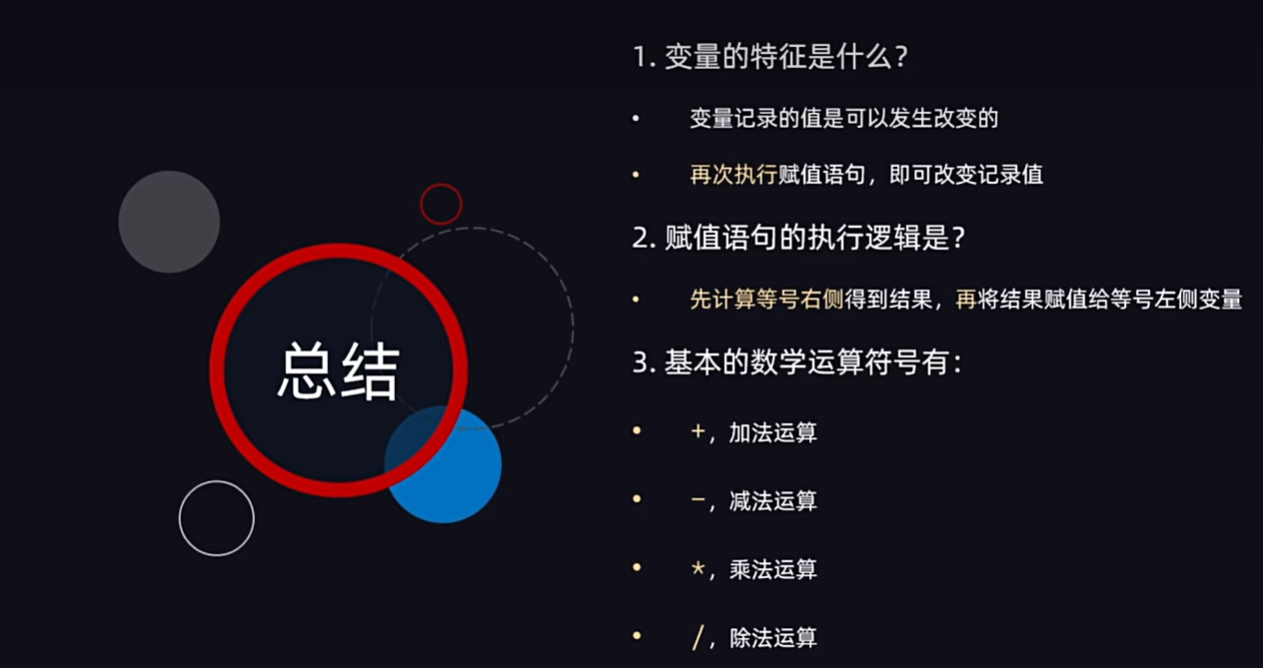 总结
1. 变量的特征是什么?
• 变量记录的值是可以发生改变的
• 再次执行赋值语句，即可改变记录值
2. 赋值语句的执行逻辑是?
• 先计算等号右侧得到结果，再将结果赋值给等号左侧变量
3. 基本的数学运算符号有：
• +，加法运算
• −，减法运算
• *，乘法运算
• /，除法运算